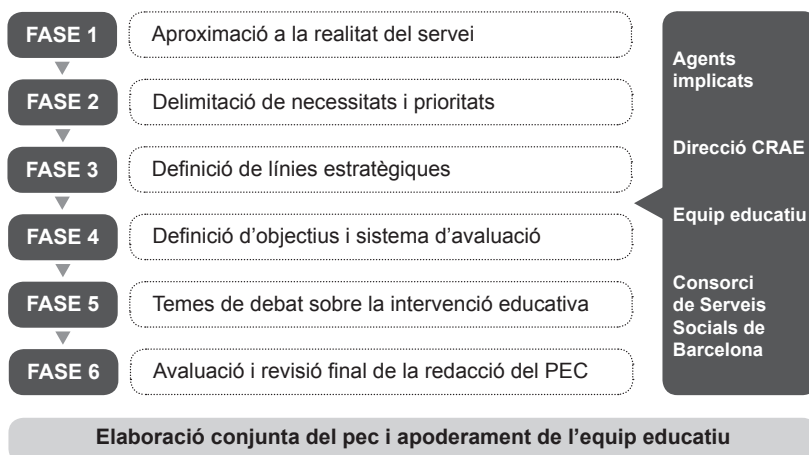 FASE 1
Aproximació a la realitat del servei
FASE 2
Delimitació de necessitats i prioritats
FASE 3
Definició de línies estratègiques
FASE 4
Definició d’objectius i sistema d’avaluació
FASE 5
Temes de debat sobre la intervenció educativa
FASE 6
Avaluació i revisió final de la redacció del PEC
Agents
implicats
Direcció CRAE
Equip educatiu
Consorci
de Serveis
Socials de
Barcelona
Elaboració conjunta del pec i apoderament de l’equip educatiu